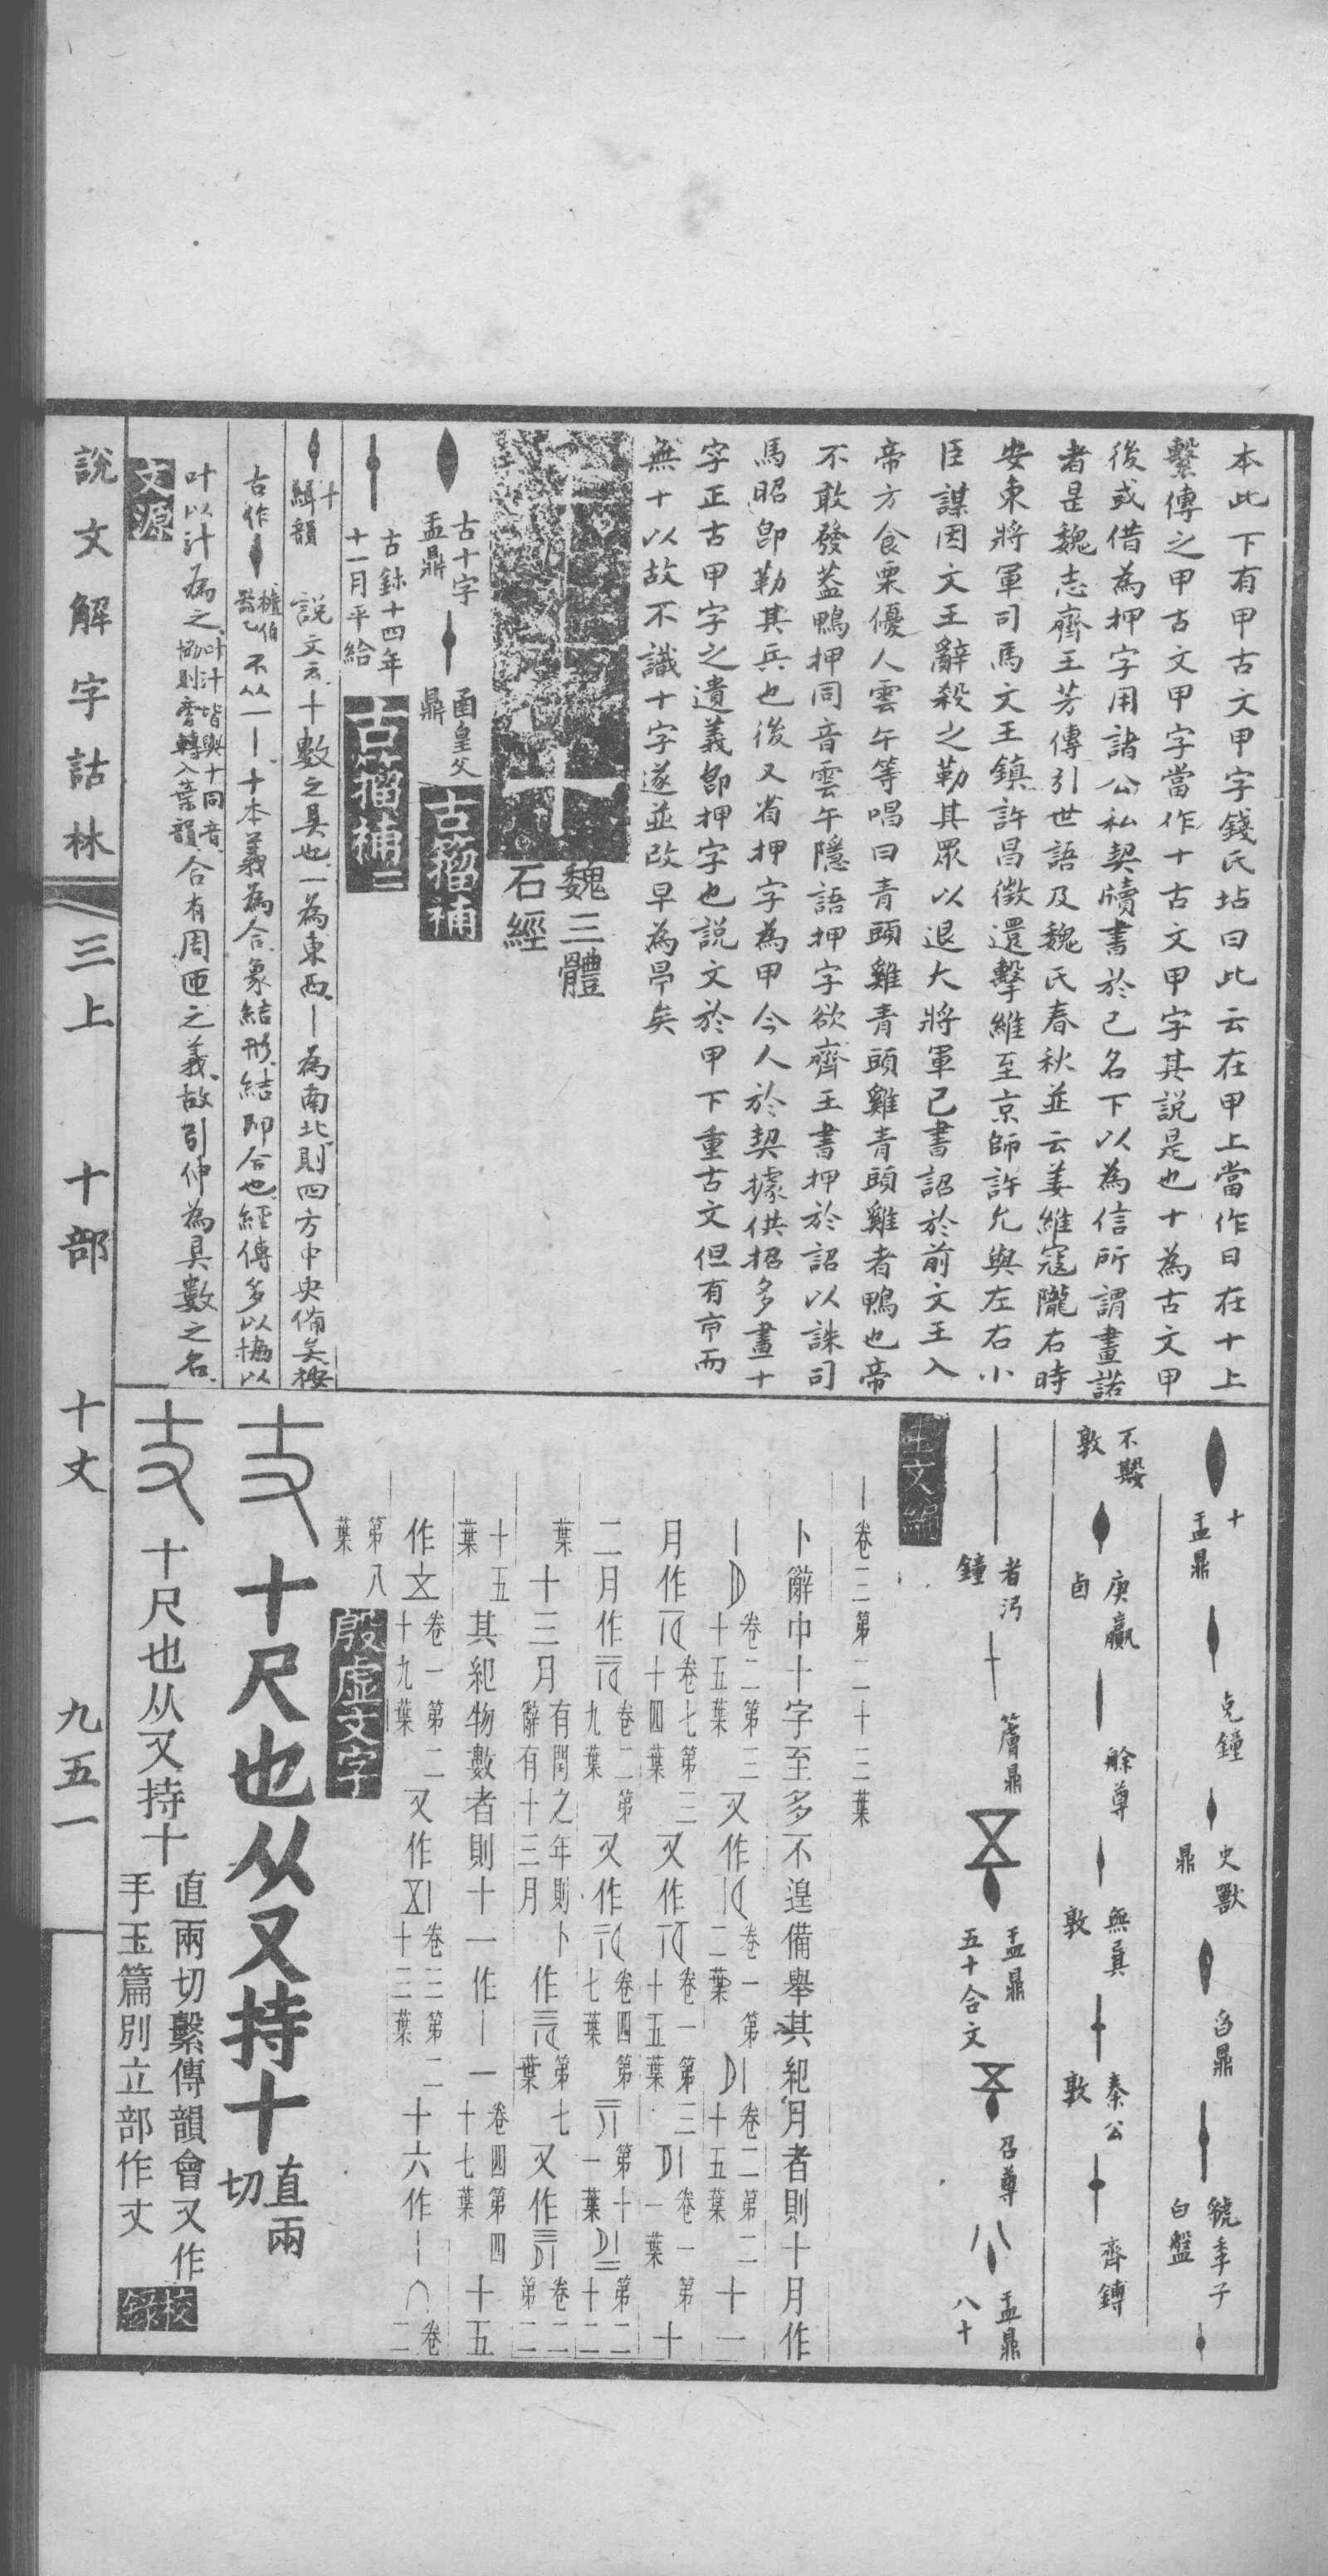 本此下有甲古文甲字錢氏坫曰此云在甲上當作日在十上
繫傳之甲古文甲字當作十古文甲字其說是也十為古文甲
後或借為押字用諸公私契牘書於己名下以為信所謂畫諾
者是魏志齊王芳傳引世語及魏氏春秋並云姜維寇隴右時
安東將軍司馬文王鎮許昌徵還擊維至京師許允與左右小
臣謀因文王辭殺之勒其眾以退大將軍已書詔於前文王入
帝方食栗優人雲午等唱曰青頭雞青頭雞青頭雞者鴨也帝
不敢發蓋鴨押同音雲午隱語押字欲齊王書押於詔以誅司
馬昭卽勒其兵也後又省押字為甲今人於契據供招多畫十
字正古甲字之遺義卽押字也說文於甲下重古文但有𠇚而
無十以故不識十字遂並改早為𣅊矣
魏三體
石經
古十字
盂鼎
函皇父
鼎
古籀補
古鉨十四年
十一月平給
古籀補二
十
緝韻
說文云十數之具也一為東西丨為南北則四方中央備矣按
古作
不从一丨十本義為合象結形結卽合也經傳多以協以
叶以汁為之
叶汁皆與十同音
協則旁轉入葉韻
合有周匝之義故引伸為具數之名
文源
十
盂鼎
克鐘
史獸
鼎
舀鼎
虢季子
白盤
不𡢁
敦
庚羸
卣
艅尊
無㠱
敦
秦公
敦
齊鎛
者汈
鐘
簷鼎
盂鼎
五十合文
召尊
盂鼎
八十
金文編
丨卷三第二十三葉
卜辭中十字至多不遑備舉其紀月者則十月作
卷二第三
十五葉
又作
卷一第
二葉
卷二第二
十五葉
十一
月作
卷七第三
十四葉
又作
卷一第三
十五葉
卷一第
一葉
十
二月作
卷二第
九葉
又作
卷四第
七葉
第十
一葉
第二
十二
葉
十三月
有閏之年則卜
辭有十三月
作
第七
葉
又作
卷二
第二
十五
葉
其紀物數者則十一作丨一
卷四第四
十七葉
十五
作
卷一第二
十九葉
又作
卷三第二
十三葉
十六作
卷二
第八
葉
殷虛文字
十尺也从又持十
直兩
切
十尺也从又持十
直兩切繫傳韻會又作
手玉篇別立部作丈
校錄
說文解字詁林
三上
十部
十丈
九五一